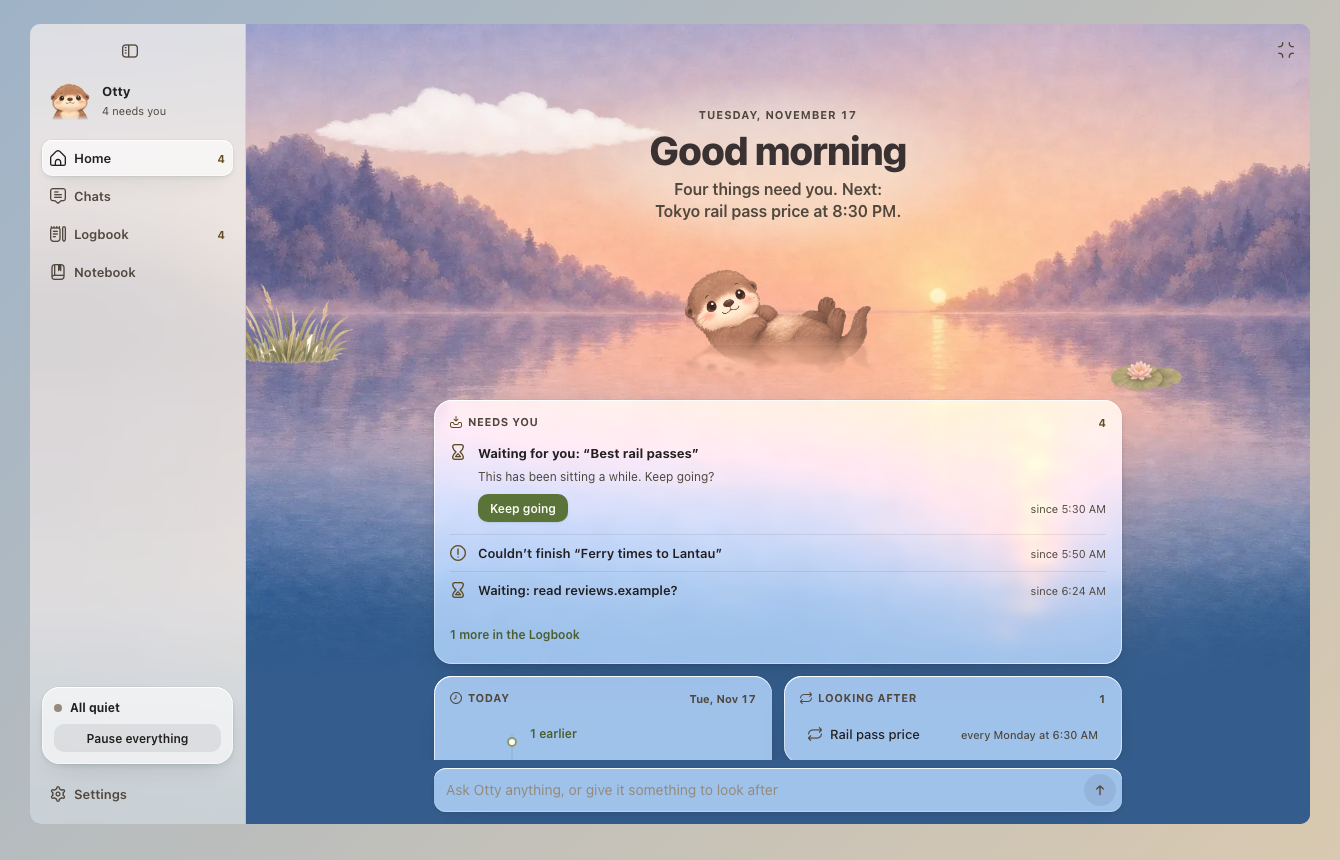 Otty
4 needs you
Home 4
Chats
Logbook 4
Notebook
All quiet
Pause everything
Settings
TUESDAY, NOVEMBER 17
Good morning
Four things need you. Next:
Tokyo rail pass price at 8:30 PM.
NEEDS YOU 4
Waiting for you: “Best rail passes”
This has been sitting a while. Keep going?
Keep going since 5:30 AM
Couldn’t finish “Ferry times to Lantau” since 5:50 AM
Waiting: read reviews.example? since 6:24 AM
1 more in the Logbook
TODAY Tue, Nov 17
1 earlier
LOOKING AFTER 1
Rail pass price every Monday at 6:30 AM
Ask Otty anything, or give it something to look after